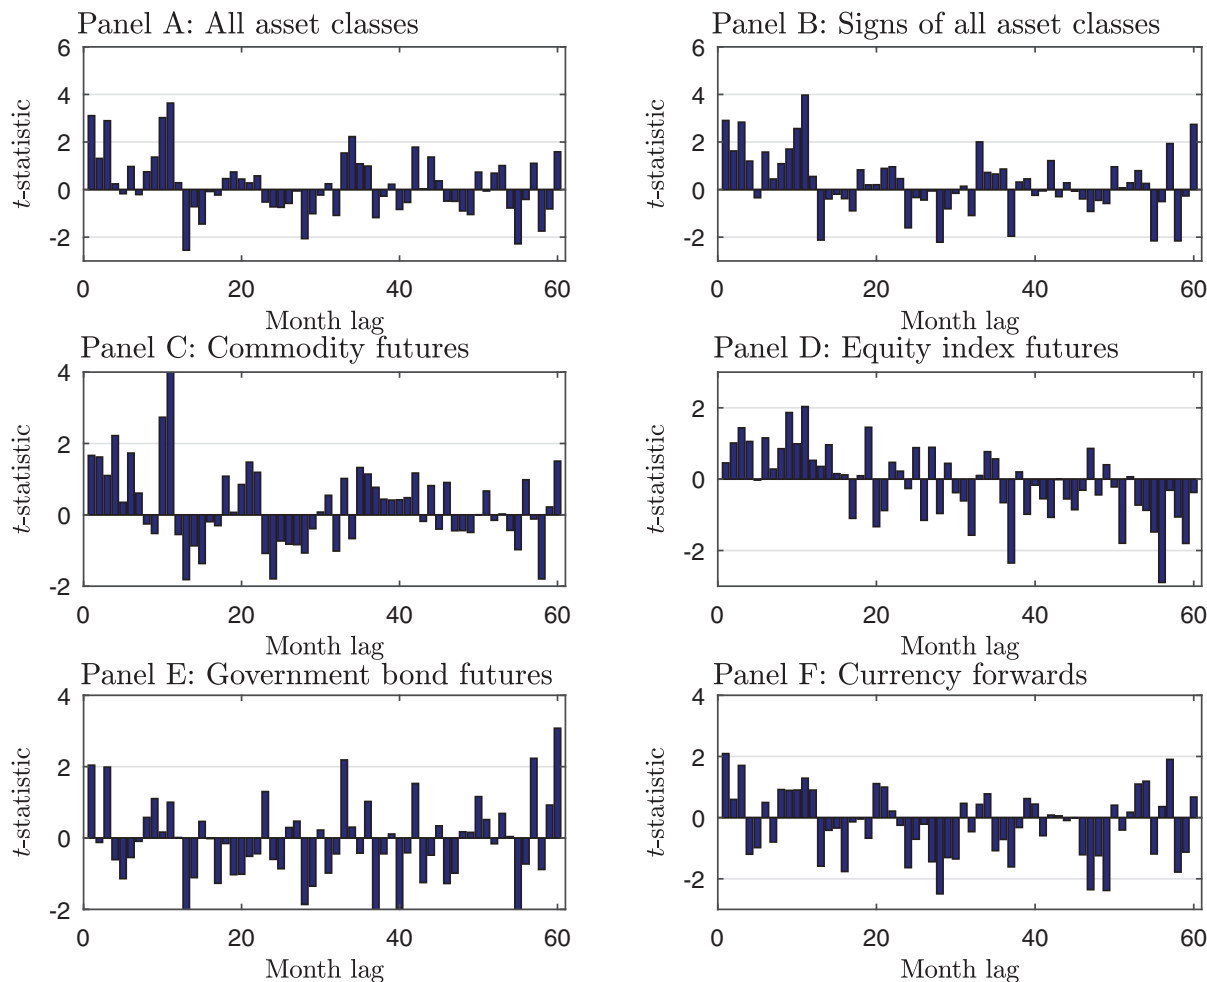 Panel A: All asset classes
6
4
2
0
-2
t-statistic
0 20 40 60
Month lag
Panel B: Signs of all asset classes
6
4
2
0
-2
t-statistic
0 20 40 60
Month lag
Panel C: Commodity futures
4
2
0
-2
t-statistic
0 20 40 60
Month lag
Panel D: Equity index futures
2
0
-2
t-statistic
0 20 40 60
Month lag
Panel E: Government bond futures
4
2
0
-2
t-statistic
0 20 40 60
Month lag
Panel F: Currency forwards
4
2
0
-2
t-statistic
0 20 40 60
Month lag